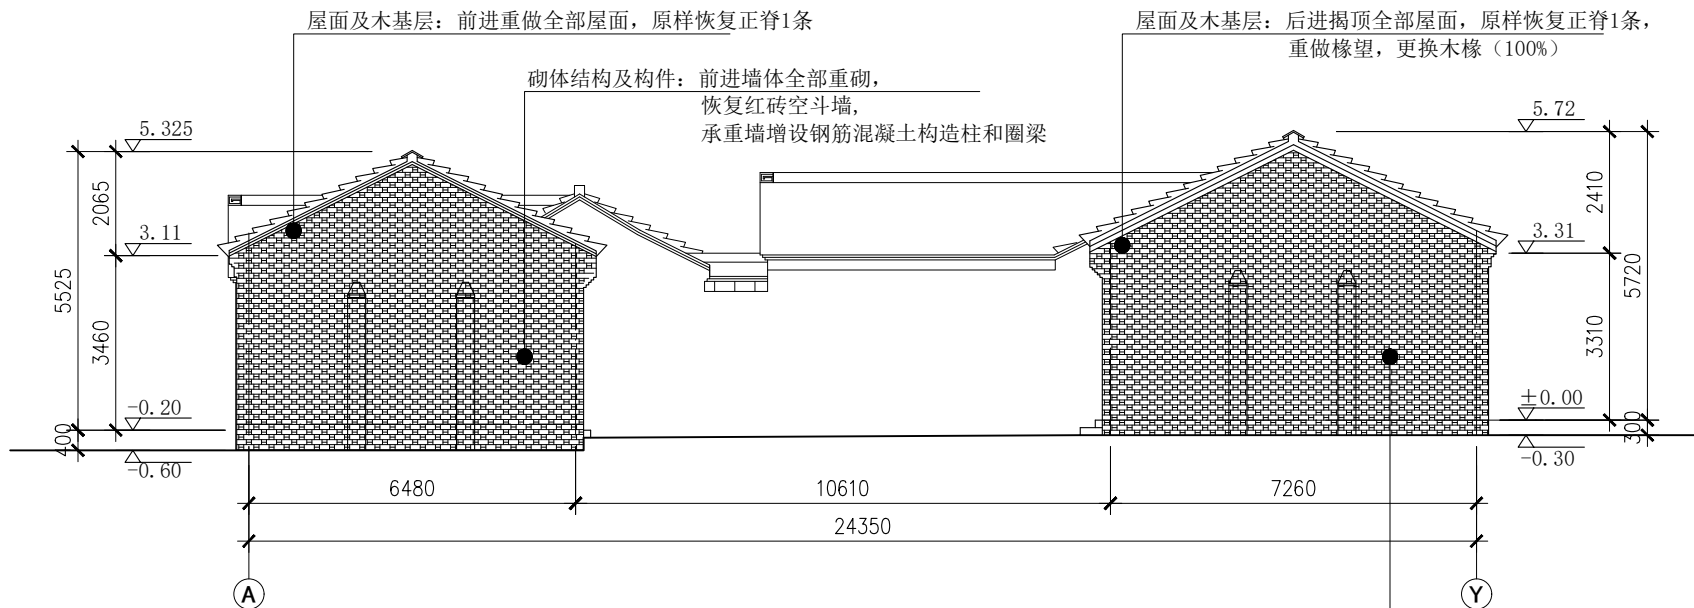 屋面及木基层：前进重做全部屋面，原样恢复正脊1条
屋面及木基层：后进揭顶全部屋面，原样恢复正脊1条，
重做椽望，更换木椽（100%）
砌体结构及构件：前进墙体全部重砌，
恢复红砖空斗墙,
承重墙增设钢筋混凝土构造柱和圈梁
5.325
5.72
2065
2410
3.11
3.31
5525
5720
3460
3310
-0.20
±0.00
400
300
-0.60
-0.30
6480
10610
7260
24350
A
Y